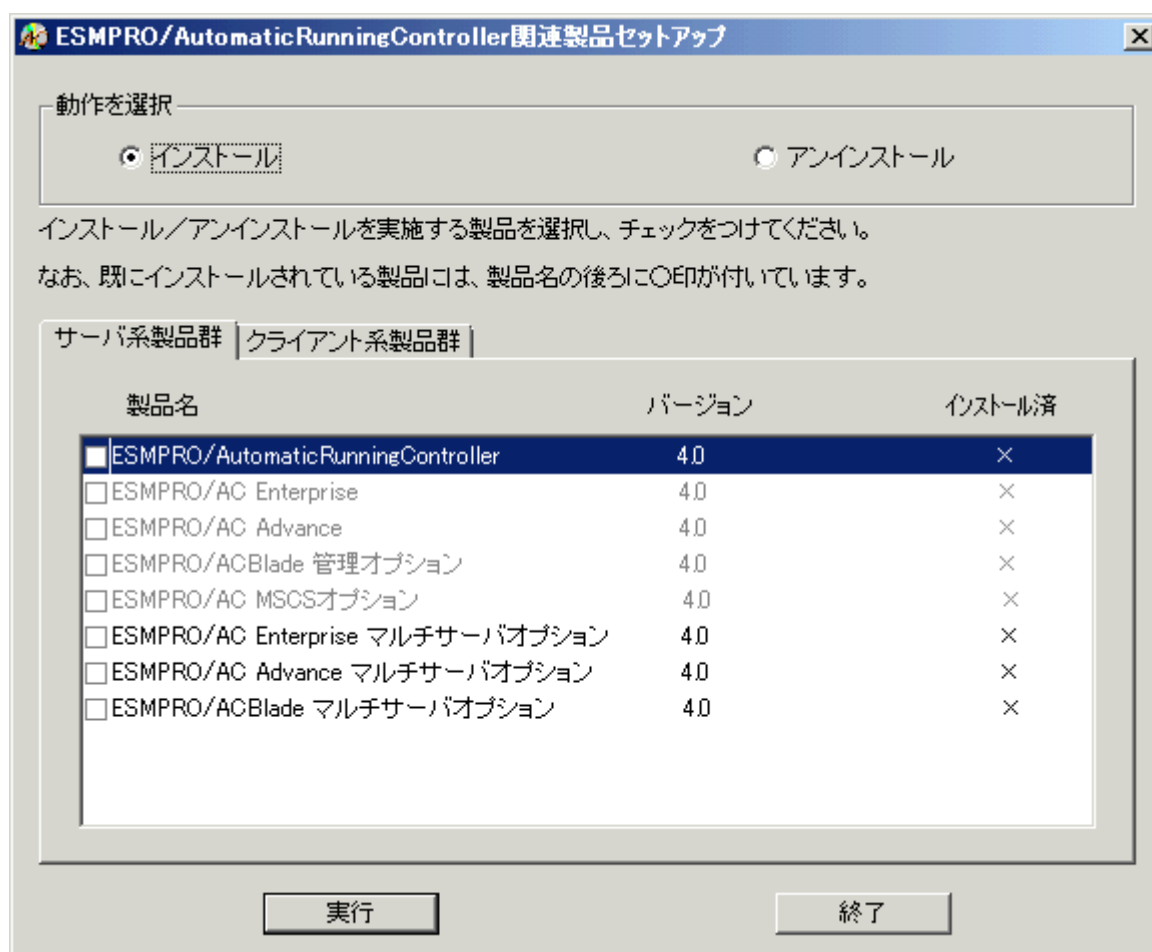 ESMPRO/AutomaticRunningController関連製品セットアップ
動作を選択
インストール アンインストール
インストール／アンインストールを実施する製品を選択し、チェックをつけてください。
なお、既にインストールされている製品には、製品名の後ろに○印が付いています。
サーバ系製品群 クライアント系製品群
製品名 バージョン インストール済
ESMPRO/AutomaticRunningController 4.0 ×
ESMPRO/AC Enterprise 4.0 ×
ESMPRO/AC Advance 4.0 ×
ESMPRO/ACBlade 管理オプション 4.0 ×
ESMPRO/AC MSCSオプション 4.0 ×
ESMPRO/AC Enterprise マルチサーバオプション 4.0 ×
ESMPRO/AC Advance マルチサーバオプション 4.0 ×
ESMPRO/ACBlade マルチサーバオプション 4.0 ×
実行 終了